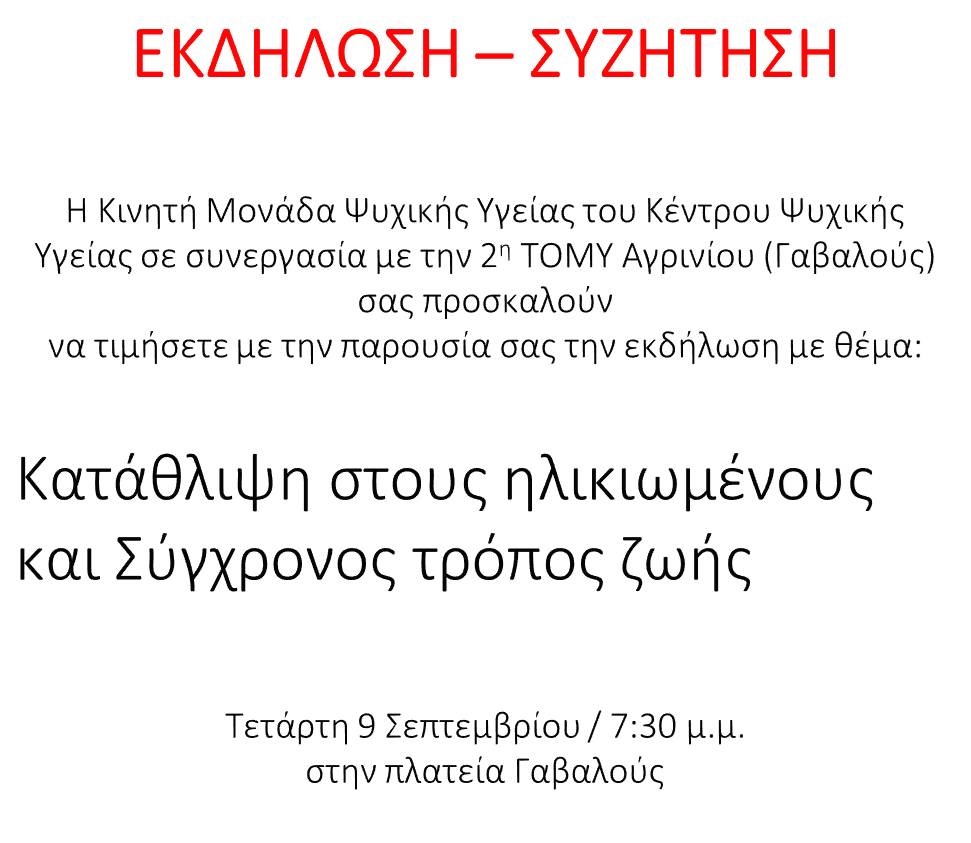 ΕΚΔΗΛΩΣΗ – ΣΥΖΗΤΗΣΗ
Η Κινητή Μονάδα Ψυχικής Υγείας του Κέντρου Ψυχικής
Υγείας σε συνεργασία με την 2η ΤΟΜΥ Αγρινίου (Γαβαλούς)
σας προσκαλούν
να τιμήσετε με την παρουσία σας την εκδήλωση με θέμα:
Κατάθλιψη στους ηλικιωμένους
και Σύγχρονος τρόπος ζωής
Τετάρτη 9 Σεπτεμβρίου / 7:30 μ.μ.
στην πλατεία Γαβαλούς